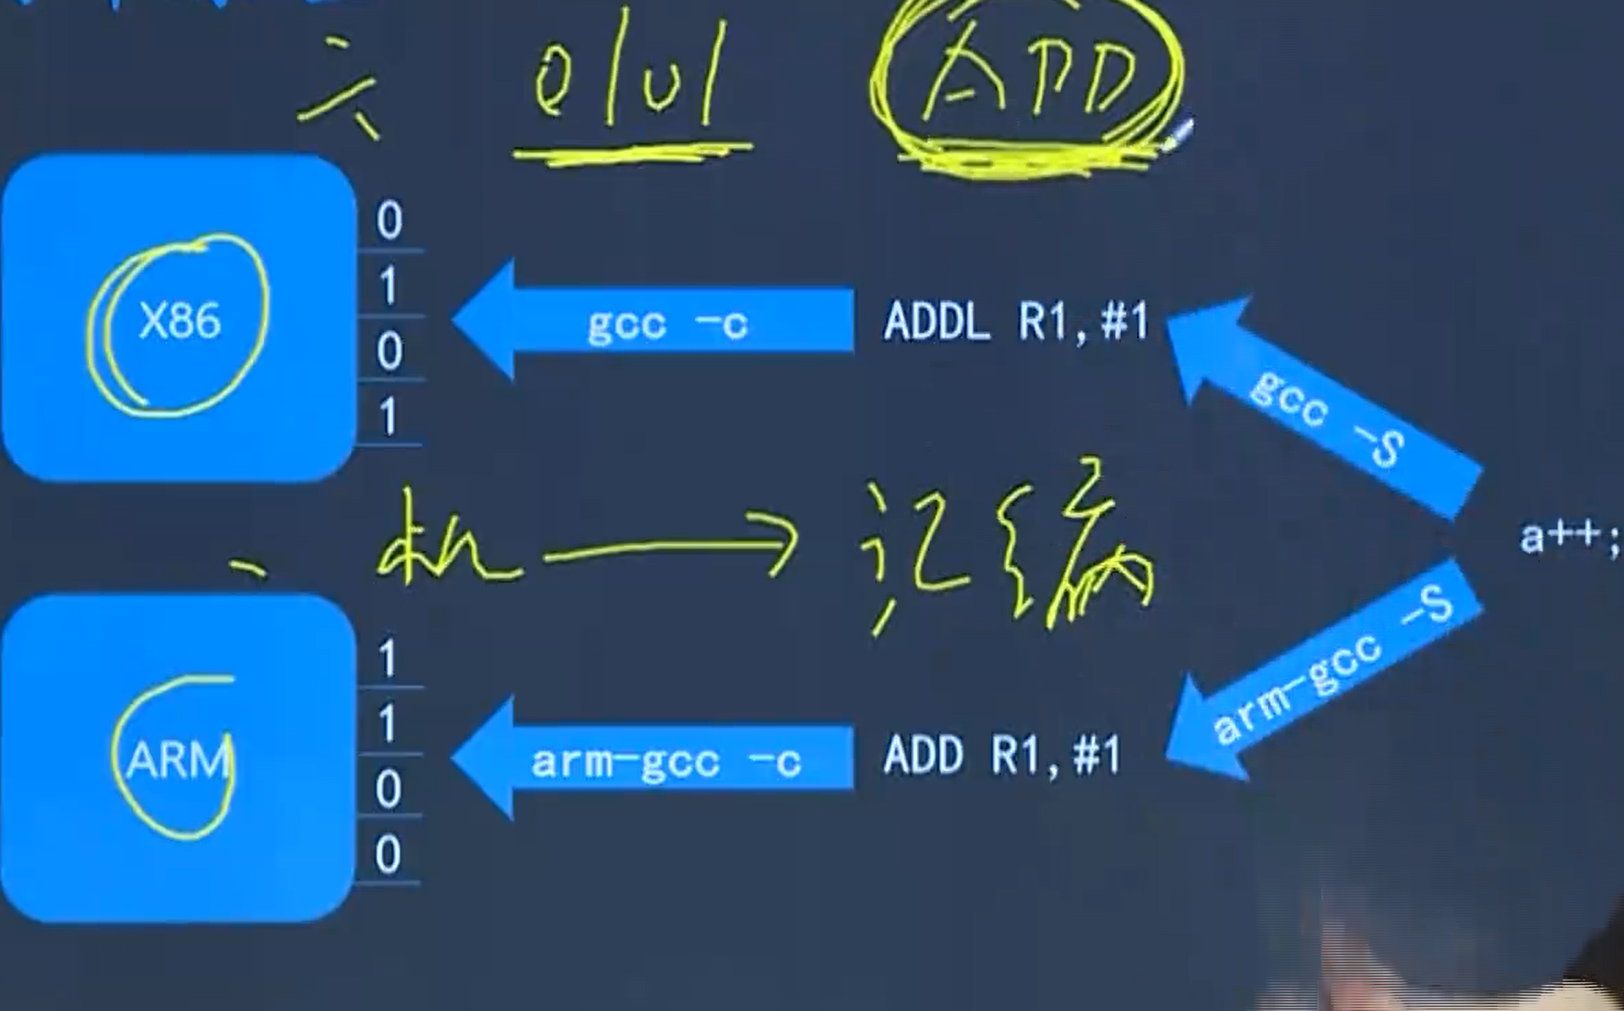 0101 ADD
X86
0
1
0
1
gcc -c
ADDL R1,#1
gcc -S
机 → 汇编
a++;
ARM
1
1
0
0
arm-gcc -c
ADD R1,#1
arm-gcc -S